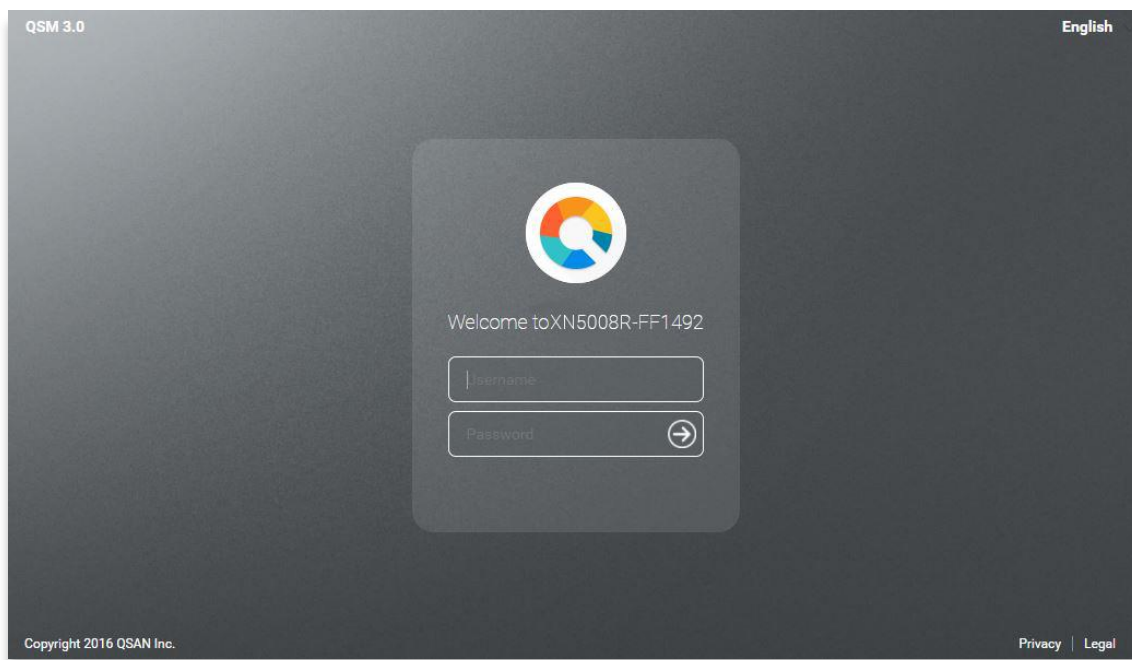 QSM 3.0
English
Welcome toXN5008R-FF1492
Username
Password
Copyright 2016 QSAN Inc.
Privacy | Legal